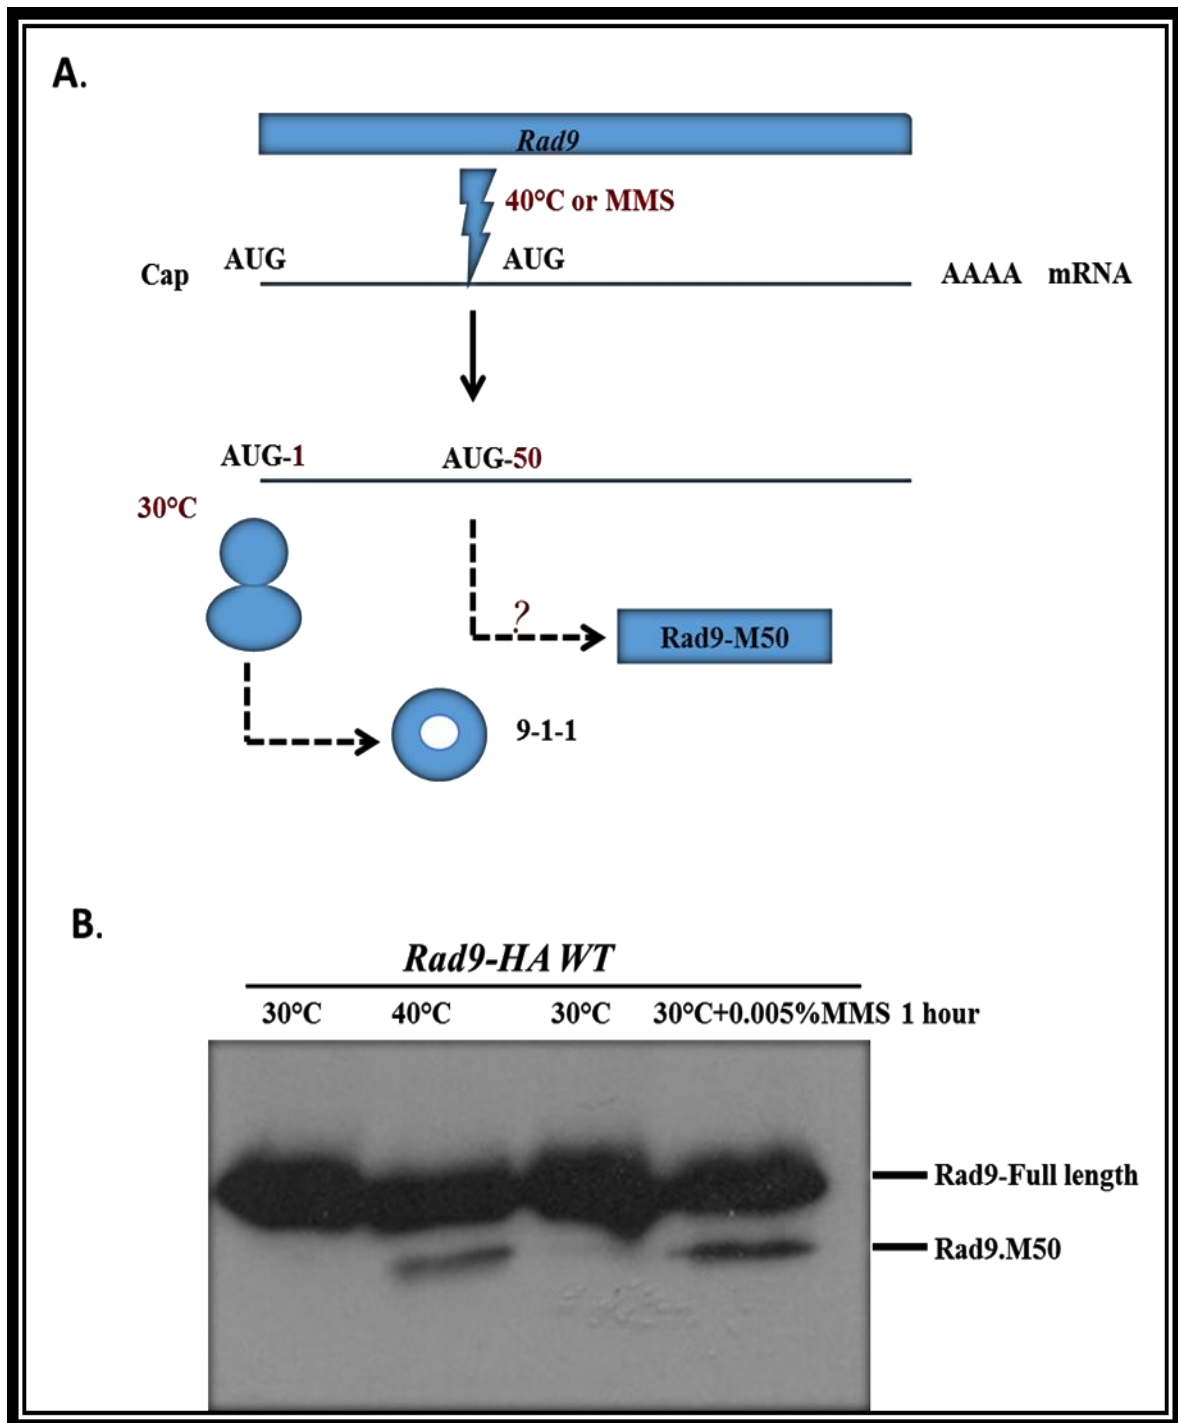 A.
Rad9
40°C or MMS
Cap AUG AUG AAAA mRNA
AUG-1 AUG-50
30°C
?
Rad9-M50
9-1-1
B.
Rad9-HA WT
30°C 40°C 30°C 30°C+0.005%MMS 1 hour
Rad9-Full length
Rad9.M50